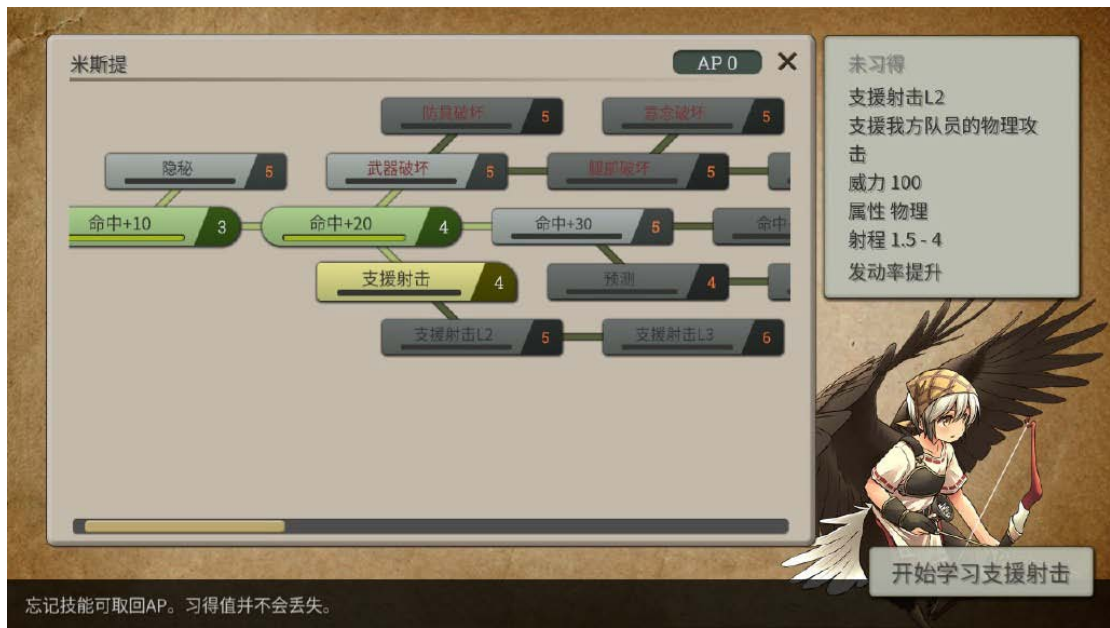 米斯提
AP 0
防具破坏 5
意念破坏 5
隐秘 5
武器破坏 5
腿部破坏 5
命中+10 3
命中+20 4
命中+30 5
命中
支援射击 4
预测 4
支援射击L2 5
支援射击L3 6
未习得
支援射击L2
支援我方队员的物理攻
击
威力 100
属性 物理
射程 1.5 - 4
发动率提升
开始学习支援射击
忘记技能可取回AP。习得值并不会丢失。